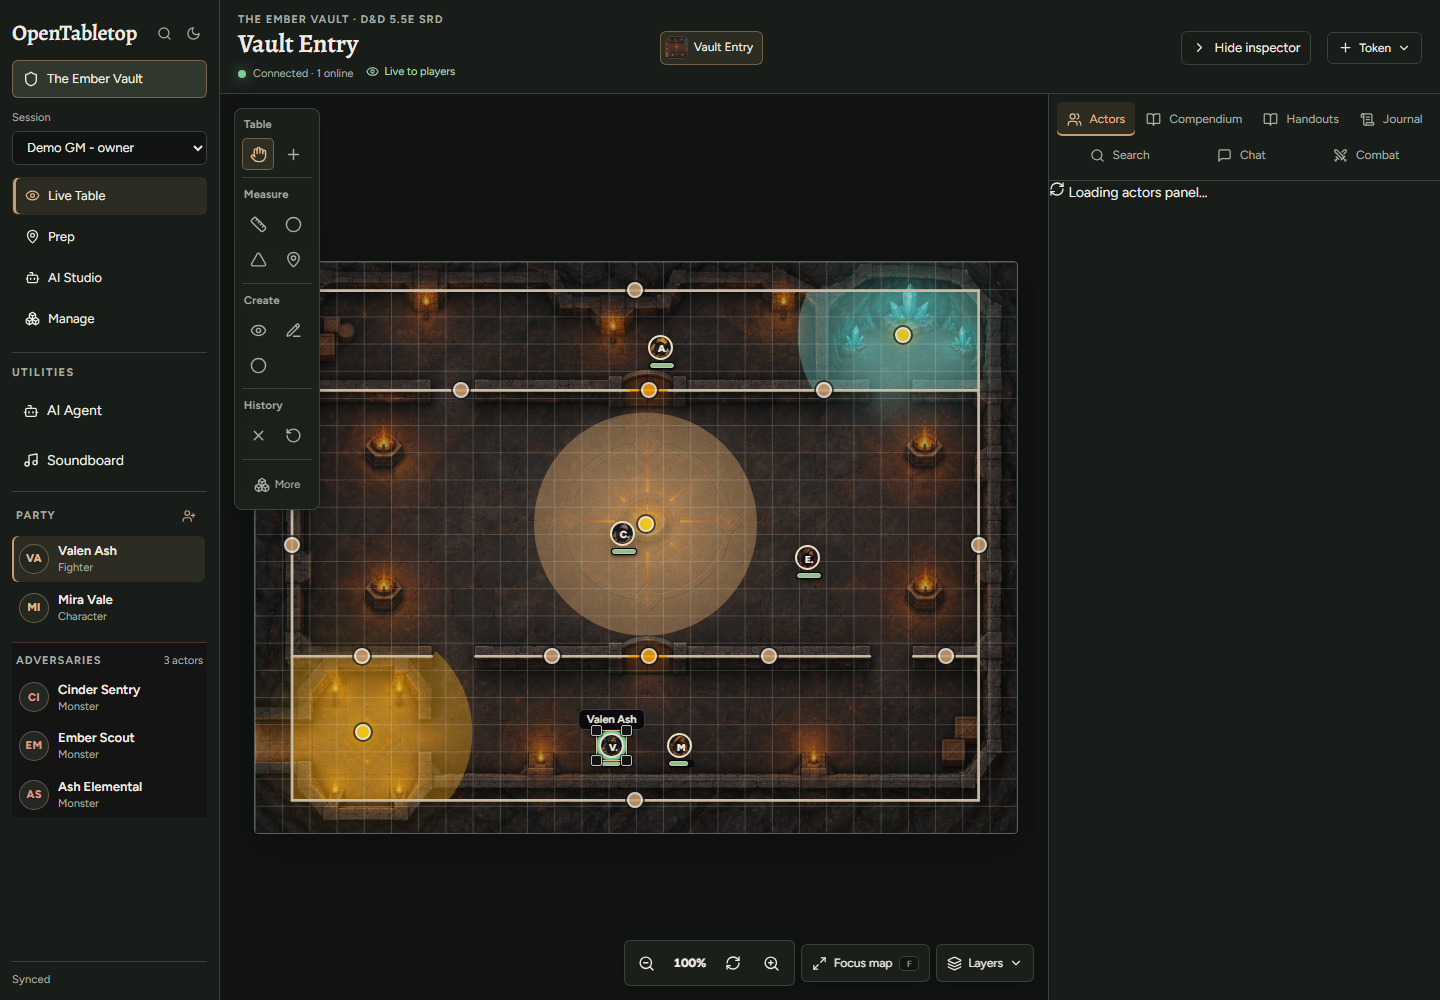 OpenTabletop
The Ember Vault
Session
Demo GM - owner
Live Table
Prep
AI Studio
Manage
UTILITIES
AI Agent
Soundboard
PARTY
VA
Valen Ash
Fighter
MI
Mira Vale
Character
ADVERSARIES
3 actors
CI
Cinder Sentry
Monster
EM
Ember Scout
Monster
AS
Ash Elemental
Monster
Synced
THE EMBER VAULT · D&D 5.5E SRD
Vault Entry
Connected · 1 online
Live to players
Vault Entry
Hide inspector
Token
Table
Measure
Create
History
More
A.
C.
E.
Valen Ash
V.
M
100%
Focus map
F
Layers
Actors
Compendium
Handouts
Journal
Search
Chat
Combat
Loading actors panel...